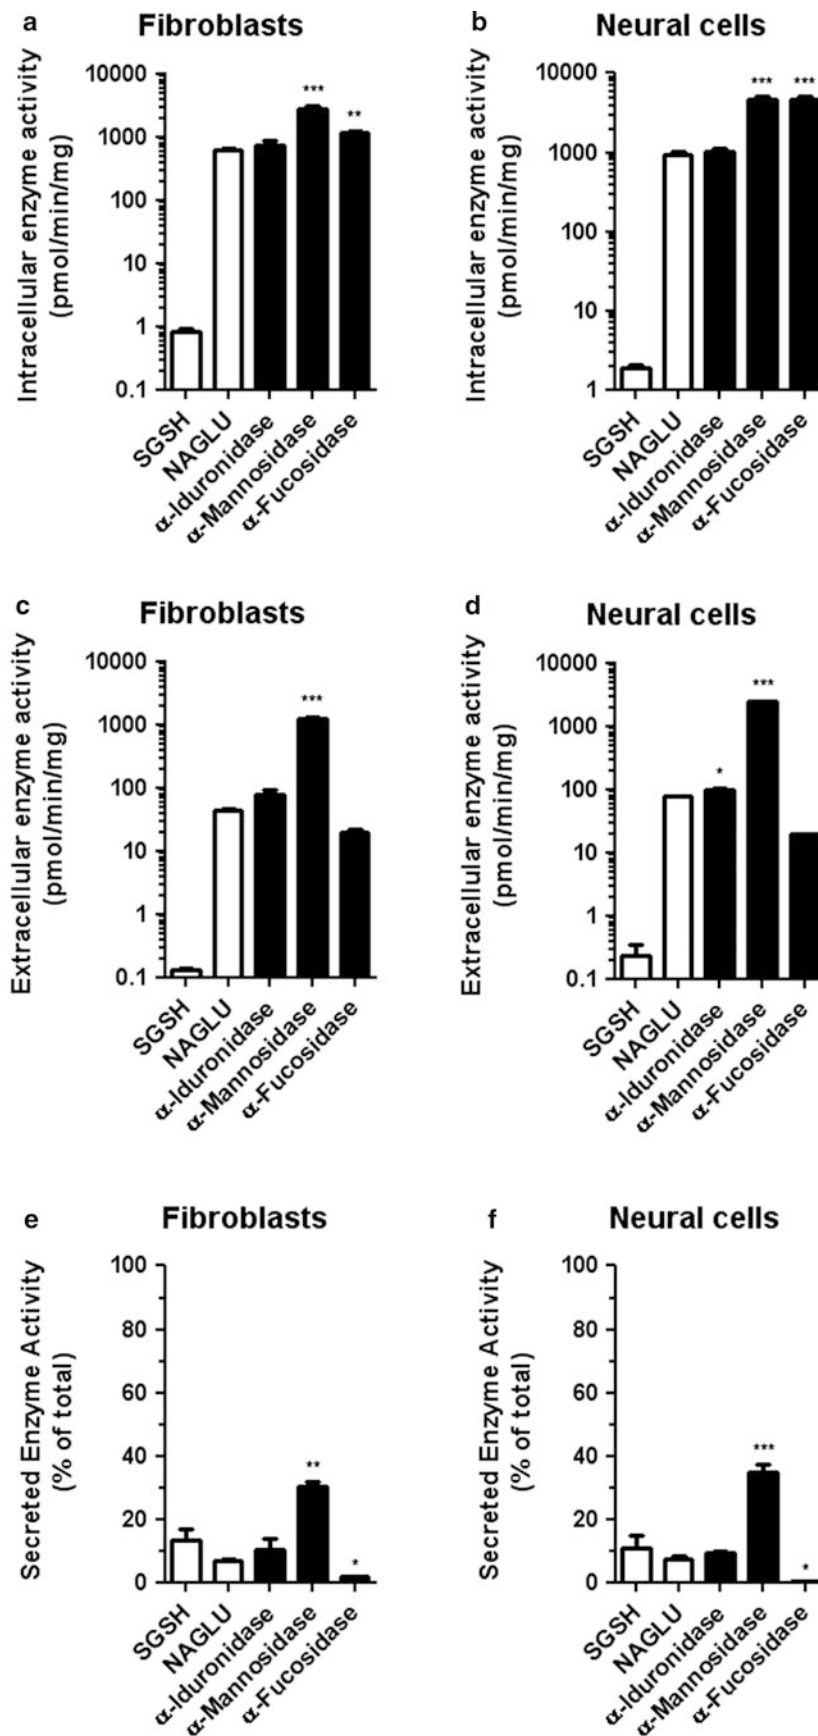 a
Fibroblasts
Intracellular enzyme activity
(pmol/min/mg)
10000
1000
100
10
1
0.1
***
**
SGSH
NAGLU
α-Iduronidase
α-Mannosidase
α-Fucosidase
b
Neural cells
Intracellular enzyme activity
(pmol/min/mg)
10000
1000
100
10
1
***
***
SGSH
NAGLU
α-Iduronidase
α-Mannosidase
α-Fucosidase
c
Fibroblasts
Extracellular enzyme activity
(pmol/min/mg)
10000
1000
100
10
1
0.1
***
SGSH
NAGLU
α-Iduronidase
α-Mannosidase
α-Fucosidase
d
Neural cells
Extracellular enzyme activity
(pmol/min/mg)
10000
1000
100
10
1
0.1
*
***
SGSH
NAGLU
α-Iduronidase
α-Mannosidase
α-Fucosidase
e
Fibroblasts
Secreted Enzyme Activity
(% of total)
100
80
60
40
20
0
**
*
SGSH
NAGLU
α-Iduronidase
α-Mannosidase
α-Fucosidase
f
Neural cells
Secreted Enzyme Activity
(% of total)
100
80
60
40
20
0
***
*
SGSH
NAGLU
α-Iduronidase
α-Mannosidase
α-Fucosidase